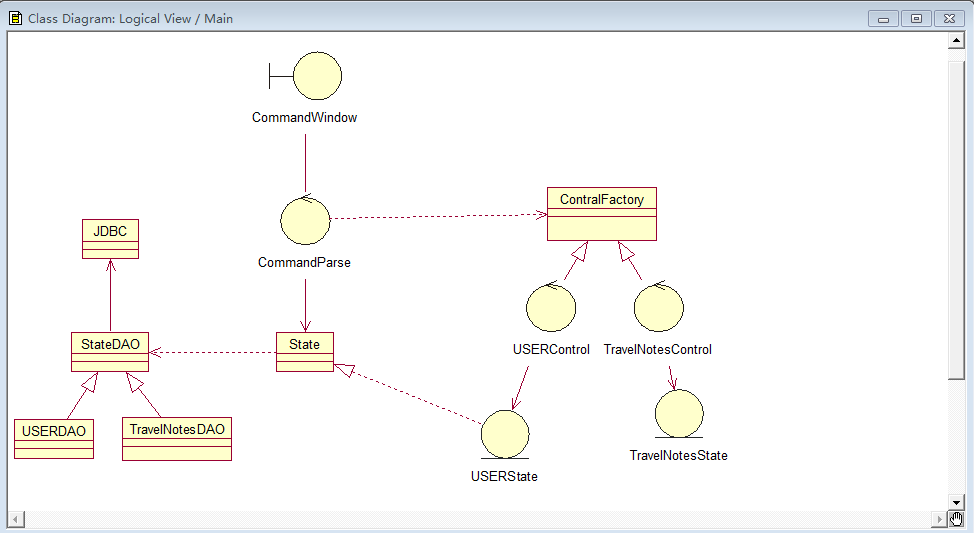 Class Diagram: Logical View / Main
CommandWindow
ContralFactory
JDBC
CommandParse
StateDAO
State
USERControl
TravelNotesControl
USERDAO
TravelNotesDAO
TravelNotesState
USERState